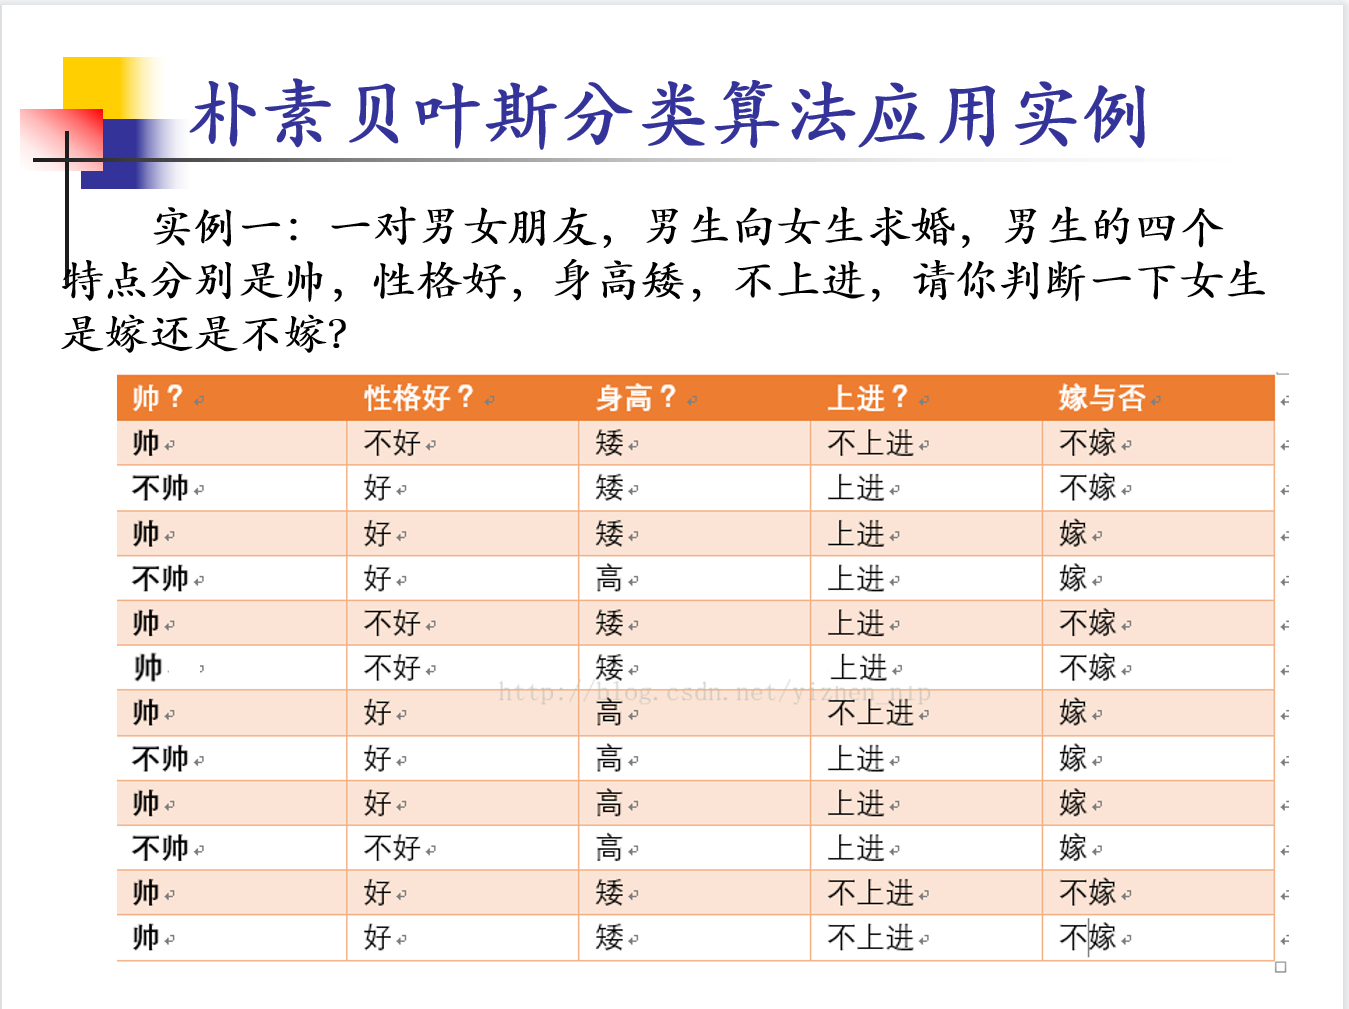 朴素贝叶斯分类算法应用实例
实例一：一对男女朋友，男生向女生求婚，男生的四个
特点分别是帅，性格好，身高矮，不上进，请你判断一下女生
是嫁还是不嫁？
帅？ 性格好？ 身高？ 上进？ 嫁与否
帅 不好 矮 不上进 不嫁
不帅 好 矮 上进 不嫁
帅 好 矮 上进 嫁
不帅 好 高 上进 嫁
帅 不好 矮 上进 不嫁
帅 不好 矮 上进 不嫁
http://blog.csdn.net/yizhen_nlp
帅 好 高 不上进 嫁
不帅 好 高 上进 嫁
帅 好 高 上进 嫁
不帅 不好 高 上进 嫁
帅 好 矮 不上进 不嫁
帅 好 矮 不上进 不嫁